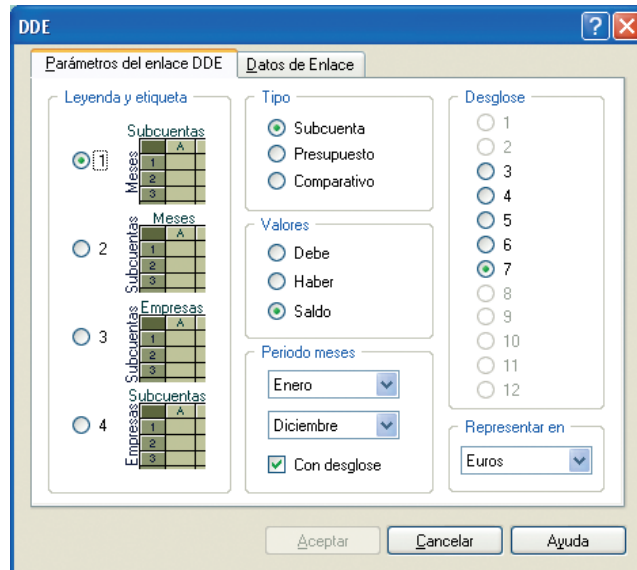 DDE
Parámetros del enlace DDE
Datos de Enlace
Leyenda y etiqueta
1
Subcuentas
A
Meses
1
2
3
2
Meses
A
Subcuentas
1
2
3
3
Empresas
A
Subcuentas
1
2
3
4
Subcuentas
A
Empresas
1
2
3
Tipo
Subcuenta
Presupuesto
Comparativo
Valores
Debe
Haber
Saldo
Periodo meses
Enero
Diciembre
Con desglose
Desglose
1
2
3
4
5
6
7
8
9
10
11
12
Representar en
Euros
Aceptar
Cancelar
Ayuda